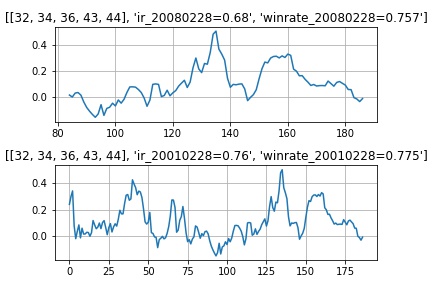 [[32, 34, 36, 43, 44], 'ir_20080228=0.68', 'winrate_20080228=0.757']
0.4
0.2
0.0
80 100 120 140 160 180
[[32, 34, 36, 43, 44], 'ir_20010228=0.76', 'winrate_20010228=0.775']
0.4
0.2
0.0
0 25 50 75 100 125 150 175